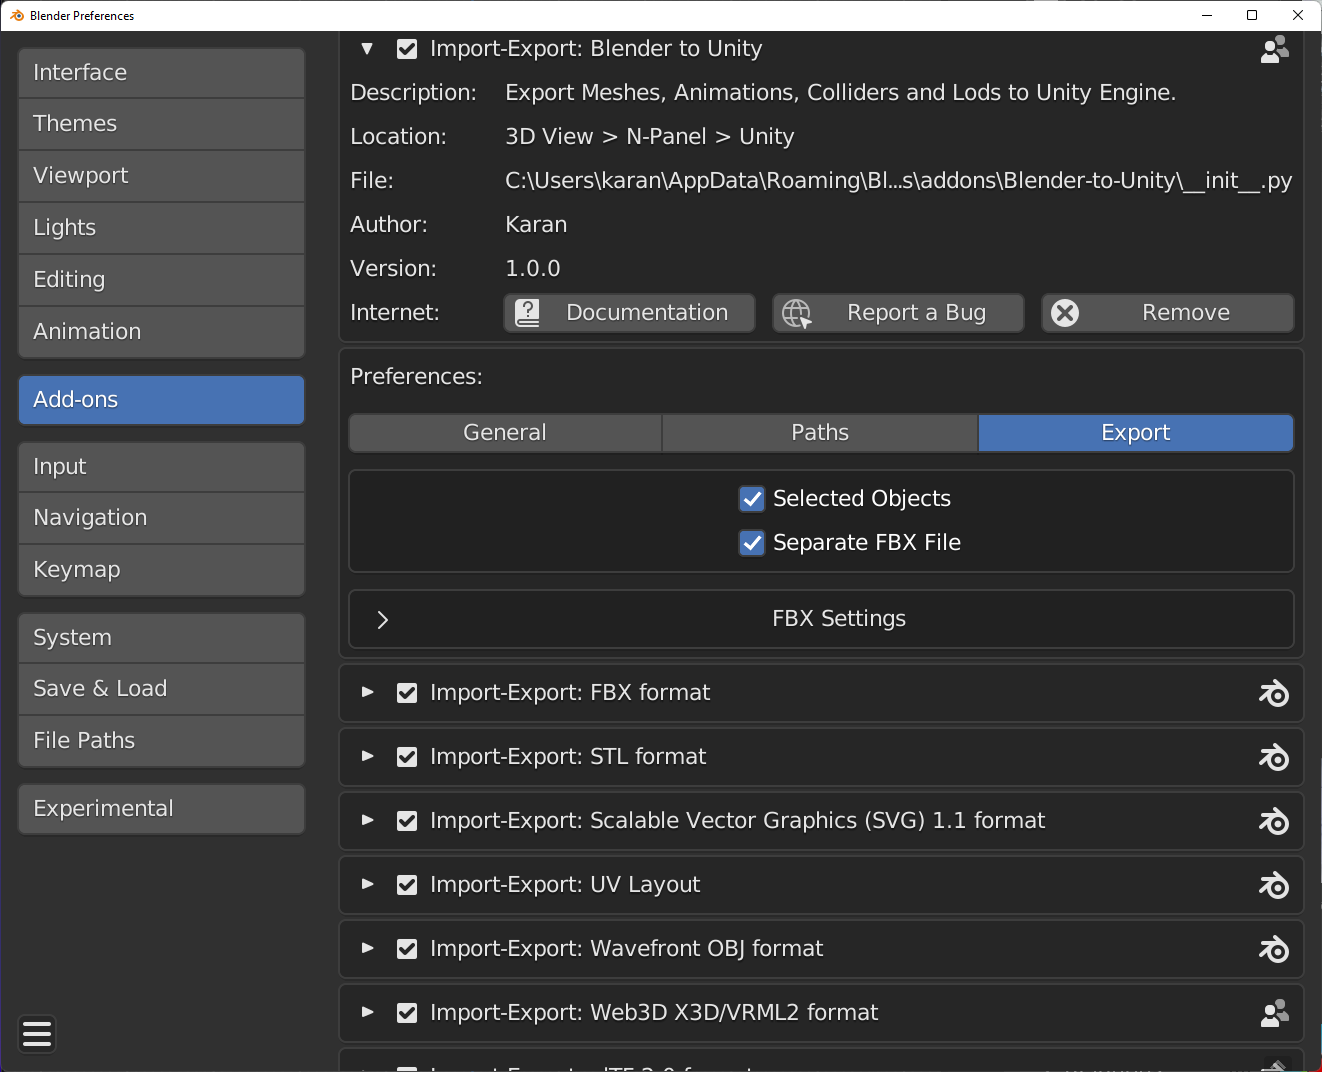 Blender Preferences
Interface
Themes
Viewport
Lights
Editing
Animation
Add-ons
Input
Navigation
Keymap
System
Save & Load
File Paths
Experimental
Import-Export: Blender to Unity
Description: Export Meshes, Animations, Colliders and Lods to Unity Engine.
Location: 3D View > N-Panel > Unity
File: C:\Users\karan\AppData\Roaming\Bl...s\addons\Blender-to-Unity\__init__.py
Author: Karan
Version: 1.0.0
Internet: Documentation Report a Bug Remove
Preferences:
General Paths Export
Selected Objects
Separate FBX File
FBX Settings
Import-Export: FBX format
Import-Export: STL format
Import-Export: Scalable Vector Graphics (SVG) 1.1 format
Import-Export: UV Layout
Import-Export: Wavefront OBJ format
Import-Export: Web3D X3D/VRML2 format